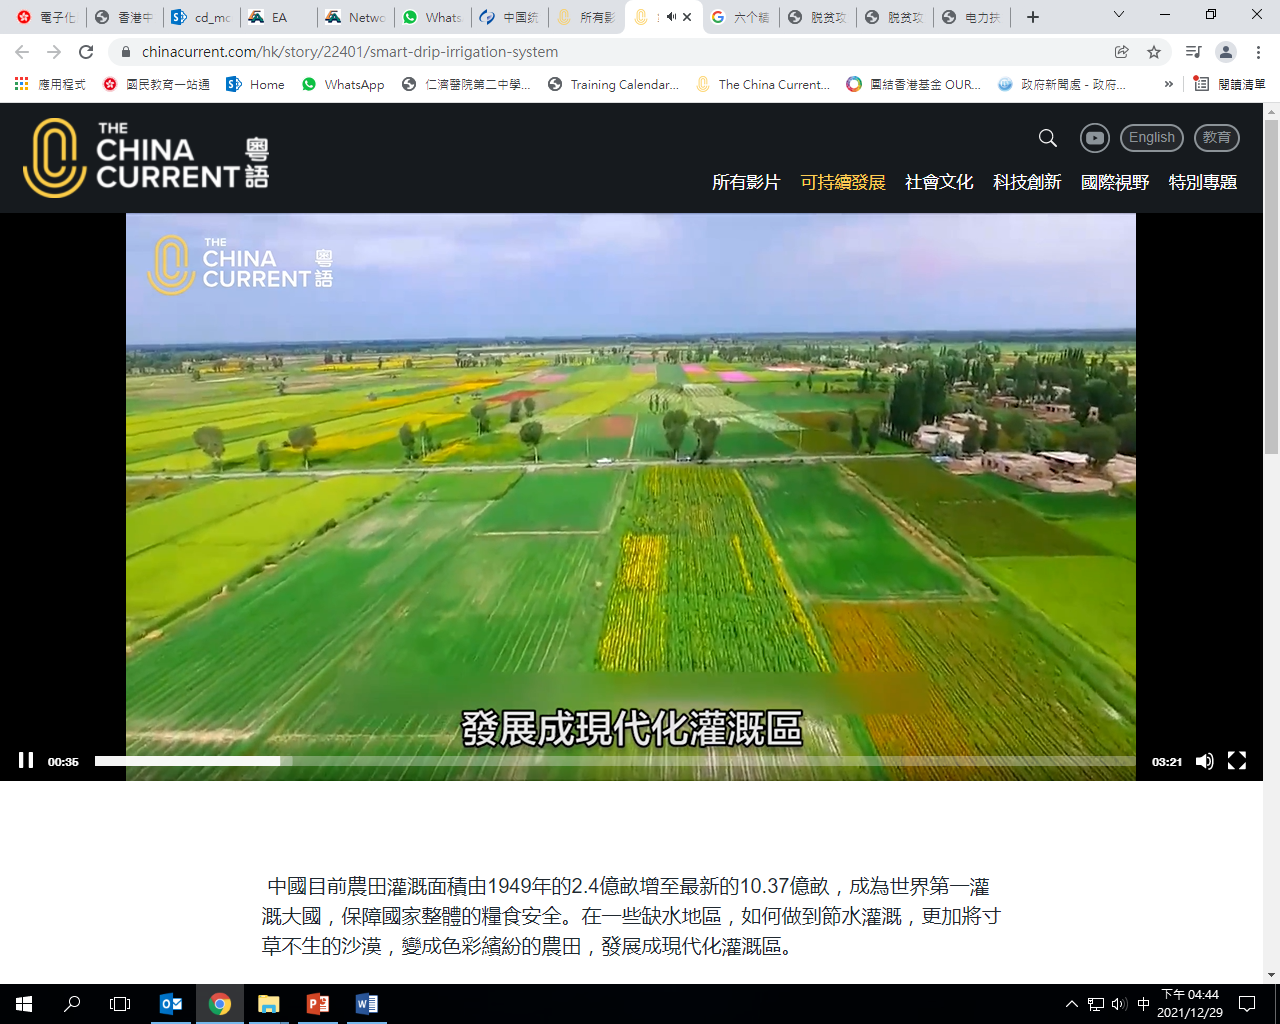 電子化
香港中
cd_mc
EA
Netwo
Whats
中国统
所有影
六个精
脱贫攻
脱贫攻
电力扶
chinacurrent.com/hk/story/22401/smart-drip-irrigation-system
應用程式 國民教育一站通 Home WhatsApp 仁濟醫院第二中學... Training Calendar... The China Current... 團結香港基金 OUR... 政府新聞處 - 政府... » 閱讀清單
THE CHINA CURRENT 粵語
English 教育
所有影片 可持續發展 社會文化 科技創新 國際視野 特別專題
THE CHINA CURRENT 粵語
發展成現代化灌溉區
00:35 03:21
中國目前農田灌溉面積由1949年的2.4億畝增至最新的10.37億畝，成為世界第一灌
溉大國，保障國家整體的糧食安全。在一些缺水地區，如何做到節水灌溉，更加將寸
草不生的沙漠，變成色彩繽紛的農田，發展成現代化灌溉區。
中 下午 04:44
2021/12/29